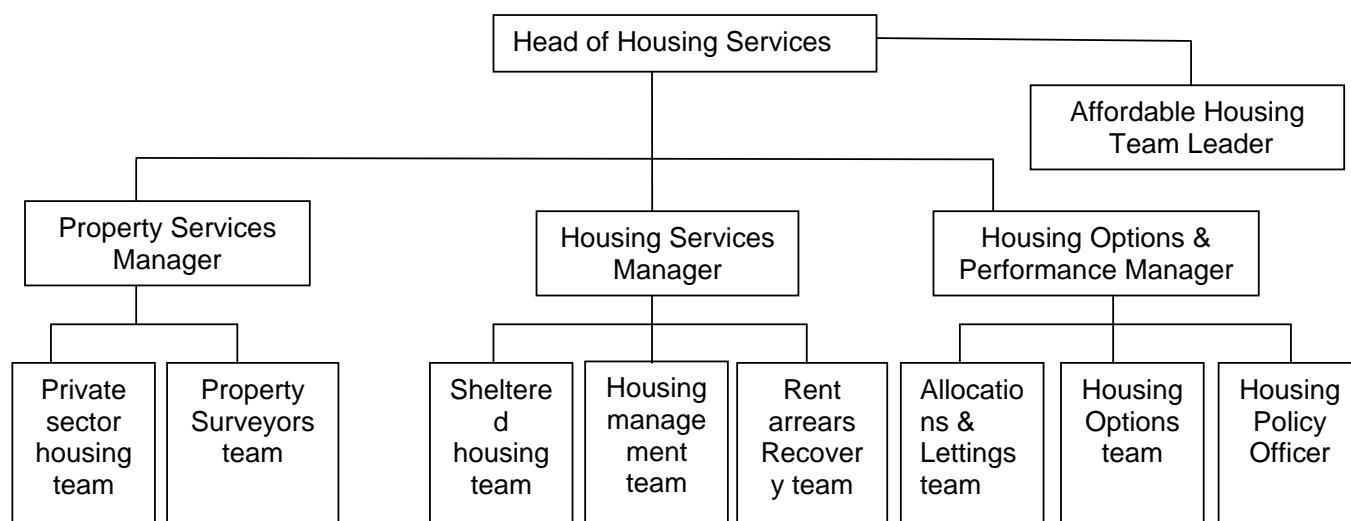 Head of Housing Services
Affordable Housing
Team Leader
Property Services
Manager
Housing Services
Manager
Housing Options &
Performance Manager
Private
sector
housing
team
Property
Surveyors
team
Sheltere
d
housing
team
Housing
manage
ment
team
Rent
arrears
Recover
y team
Allocatio
ns &
Lettings
team
Housing
Options
team
Housing
Policy
Officer